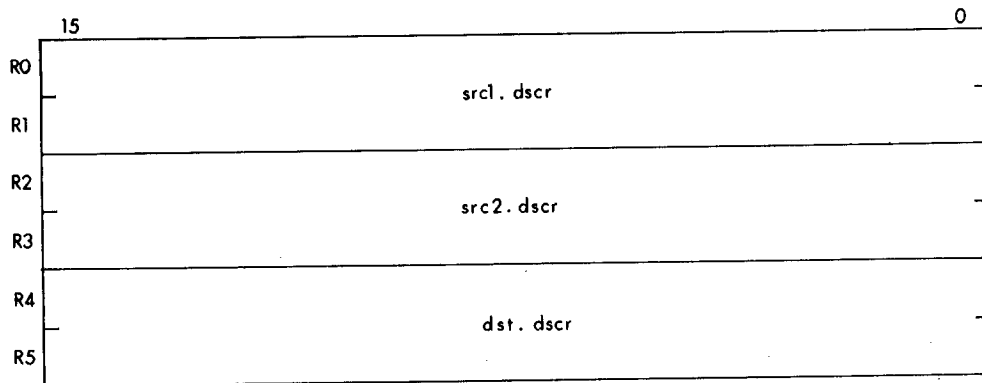 15 0
R0
src1. dscr
R1
R2
src2. dscr
R3
R4
dst. dscr
R5